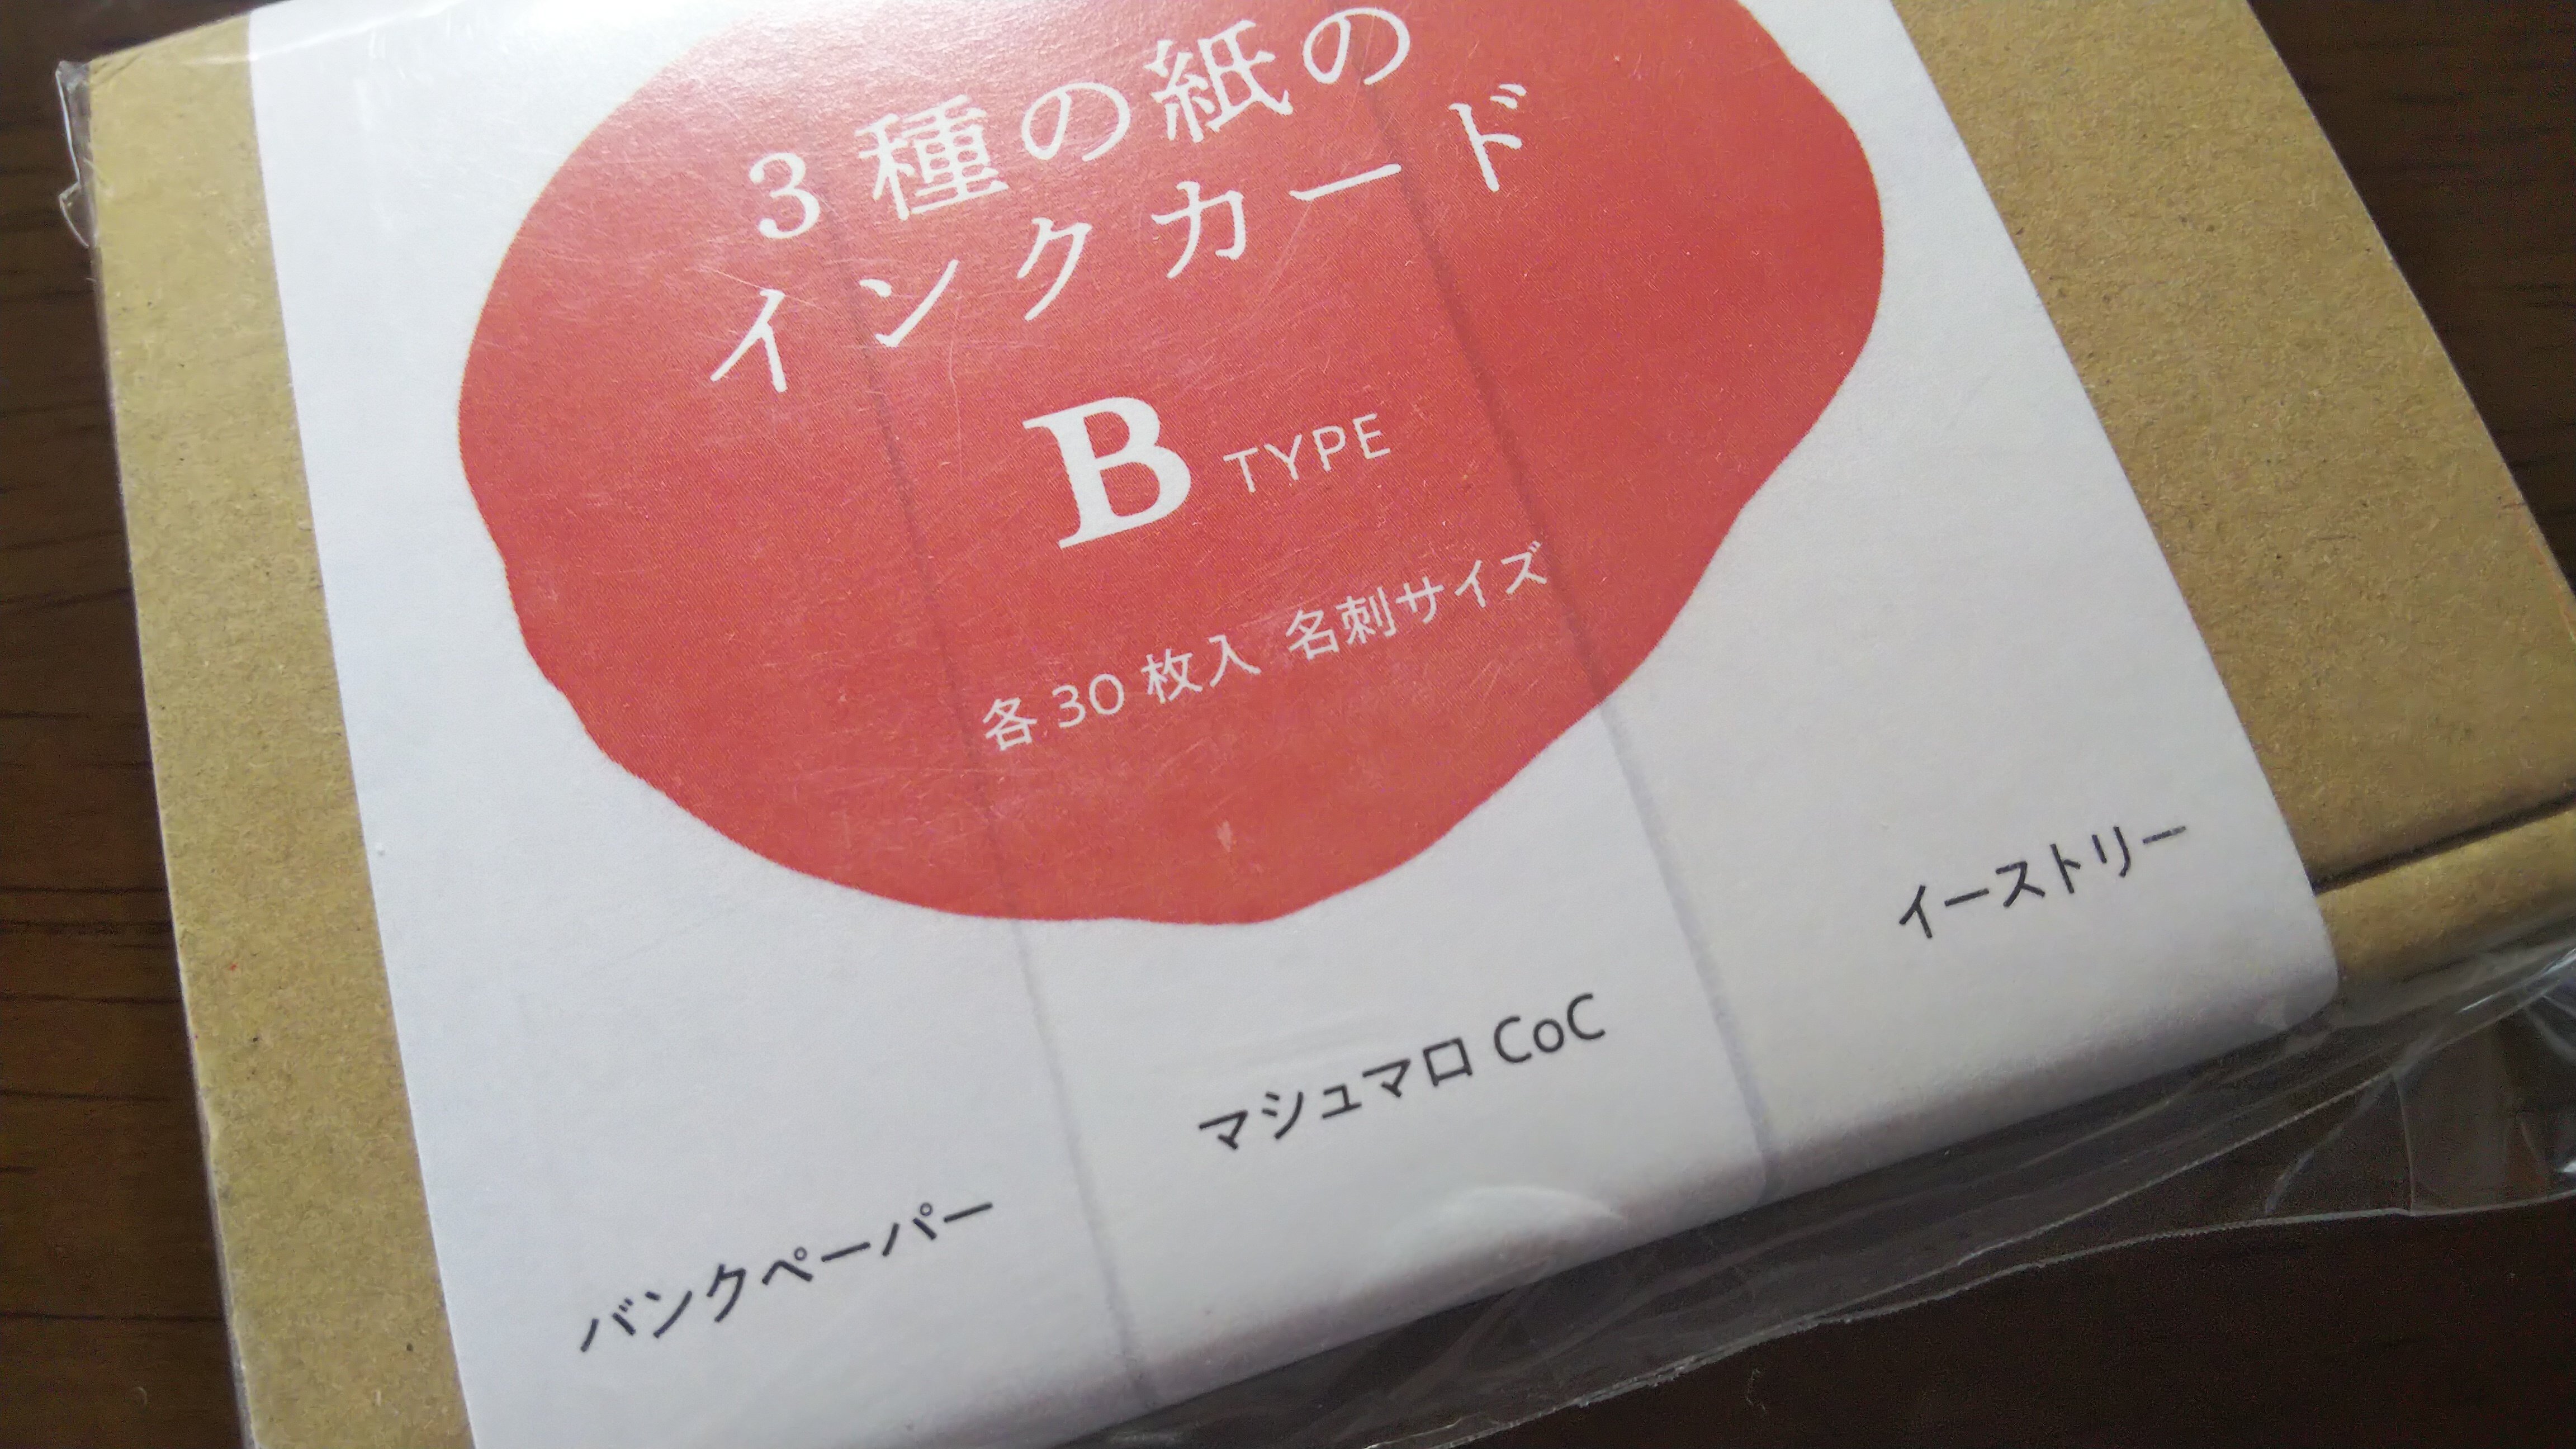 3種の紙の
インクカード
B TYPE
各30枚入 名刺サイズ
バンクペーパー
マシュマロ CoC
イーストリー